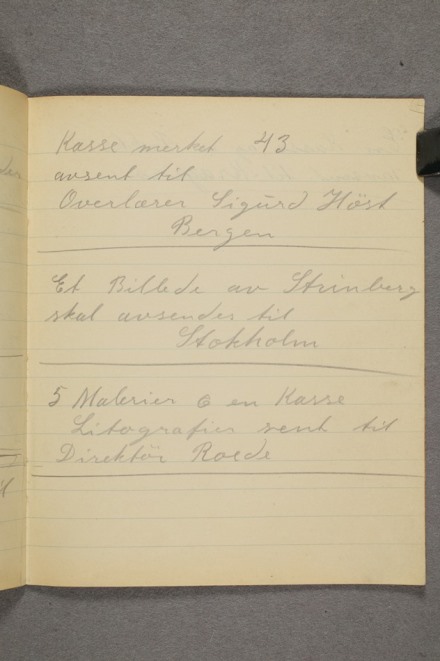 Kasse merket 43
avsent til
Overlærer Sigurd Höst
Bergen
Et Billede av Strinberg
skal avsendes til
Stokholm
5 Malerier o en Kasse
Litografier sent til
Direktör Roede